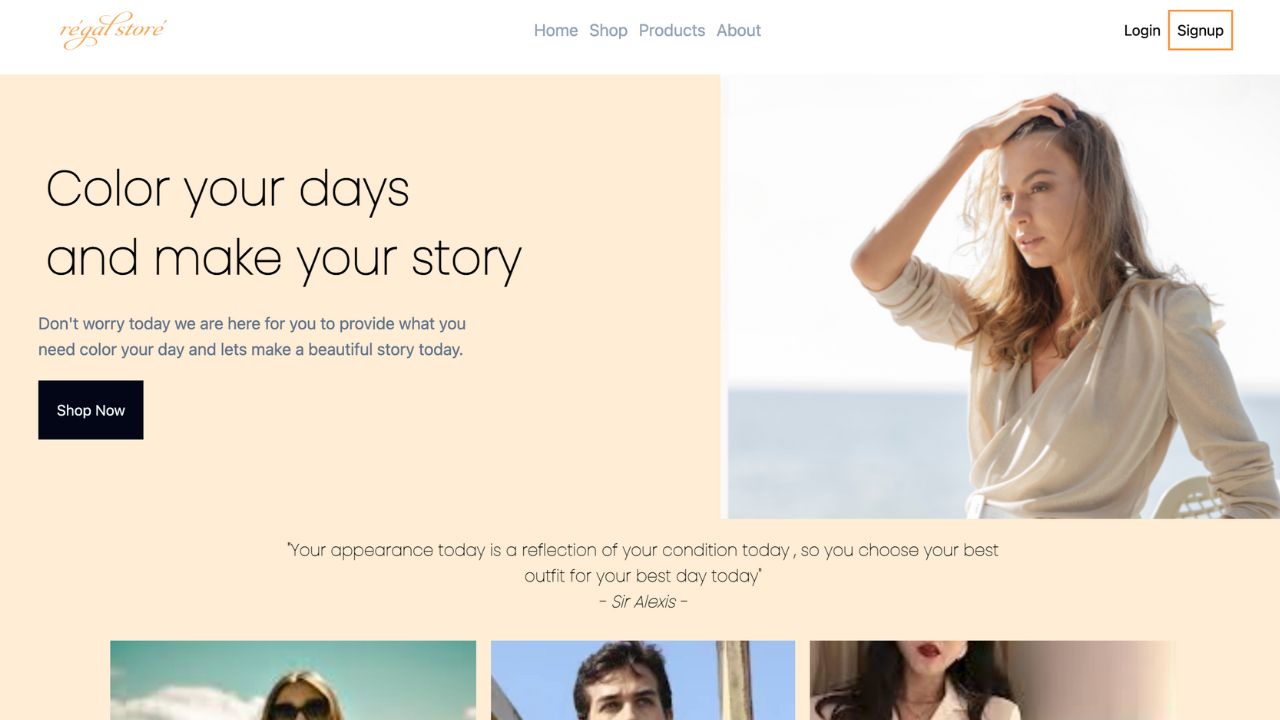 régal storé
Home Shop Products About
Login Signup
Color your days
and make your story
Don't worry today we are here for you to provide what you
need color your day and lets make a beautiful story today.
Shop Now
"Your appearance today is a reflection of your condition today , so you choose your best
outfit for your best day today"
- Sir Alexis -